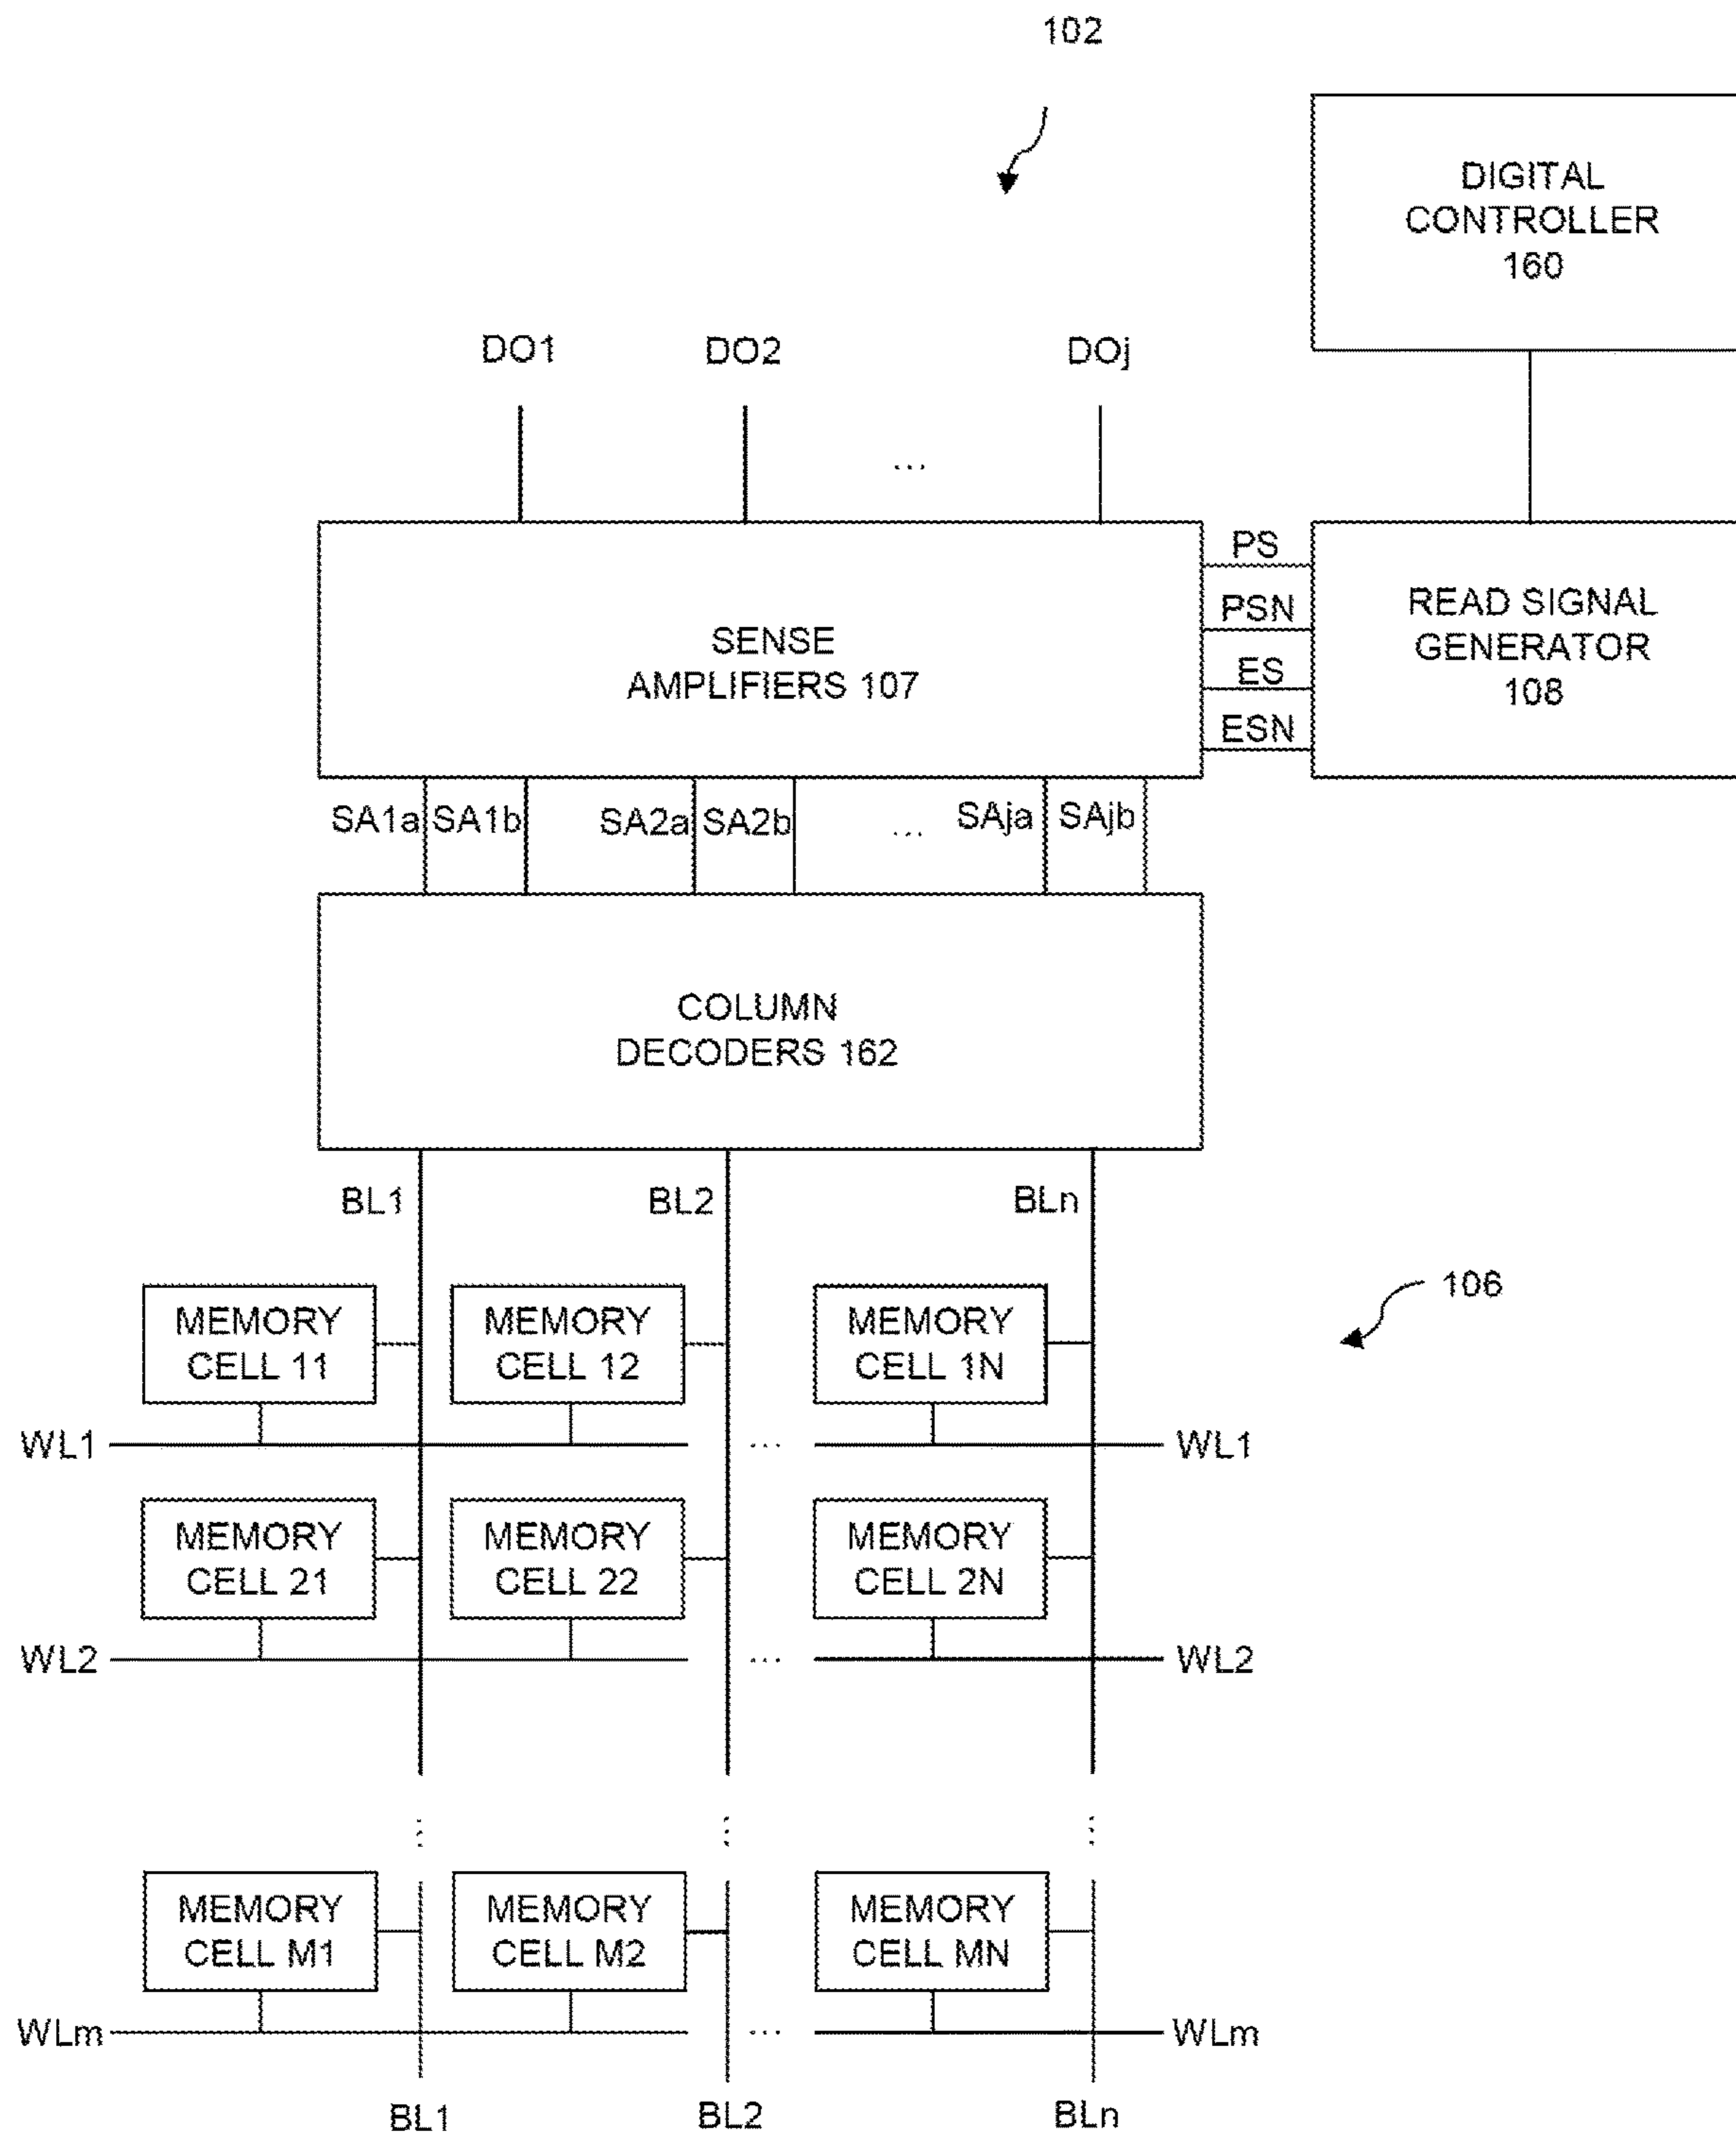 102
DIGITAL
CONTROLLER
160
DO1 DO2 ... DOj
PS
PSN
ES
ESN
SENSE
AMPLIFIERS 107
READ SIGNAL
GENERATOR
108
SA1a SA1b SA2a SA2b ... SAja SAjb
COLUMN
DECODERS 162
BL1 BL2 BLn
106
MEMORY
CELL 11
MEMORY
CELL 12
MEMORY
CELL 1N
WL1 ... WL1
MEMORY
CELL 21
MEMORY
CELL 22
MEMORY
CELL 2N
WL2 ... WL2
MEMORY
CELL M1
MEMORY
CELL M2
MEMORY
CELL MN
WLm ... WLm
BL1 BL2 BLn